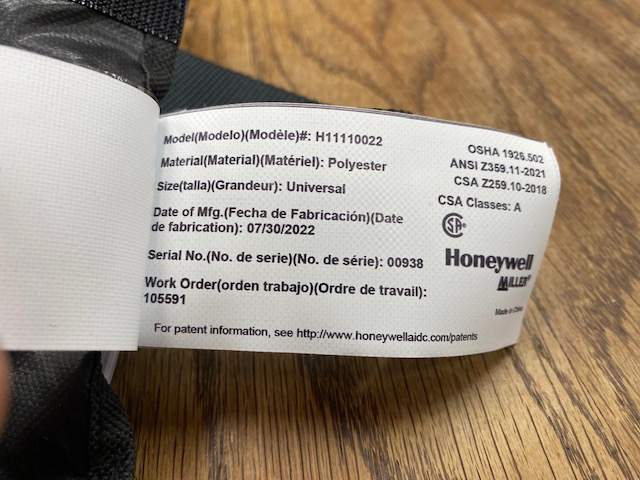 Model(Modelo)(Modèle)#: H11110022
Material(Material)(Matériel): Polyester
Size(talla)(Grandeur): Universal
Date of Mfg.(Fecha de Fabricación)(Date
de fabrication): 07/30/2022
Serial No.(No. de serie)(No. de série): 00938
Work Order(orden trabajo)(Ordre de travail):
105591
For patent information, see http://www.honeywellaidc.com/patents
OSHA 1926.502
ANSI Z359.11-2021
CSA Z259.10-2018
CSA Classes: A
CSA
Honeywell
MILLER
Made in